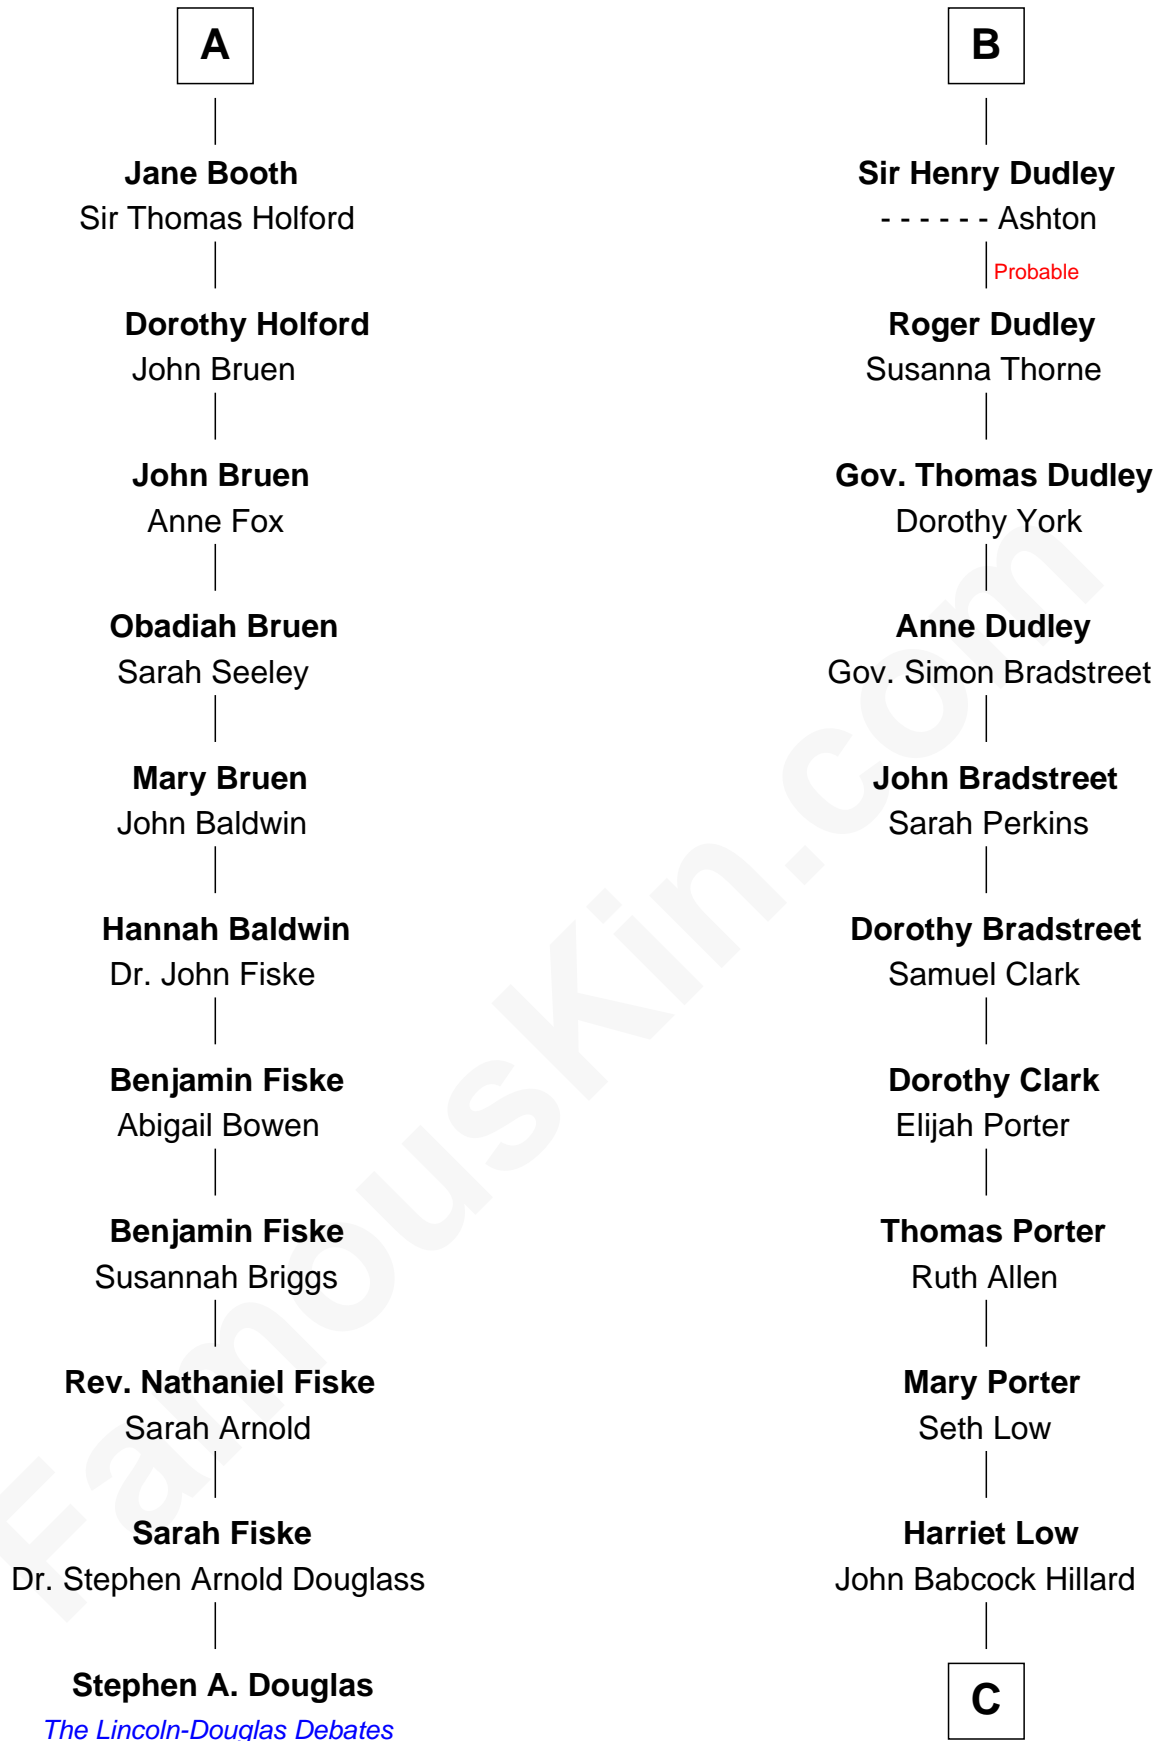 A
Jane Booth
Sir Thomas Holford
Dorothy Holford
John Bruen
John Bruen
Anne Fox
Obadiah Bruen
Sarah Seeley
Mary Bruen
John Baldwin
Hannah Baldwin
Dr. John Fiske
Benjamin Fiske
Abigail Bowen
Benjamin Fiske
Susannah Briggs
Rev. Nathaniel Fiske
Sarah Arnold
Sarah Fiske
Dr. Stephen Arnold Douglass
Stephen A. Douglas
The Lincoln-Douglas Debates
B
Sir Henry Dudley
- - - - - - Ashton
Probable
Roger Dudley
Susanna Thorne
Gov. Thomas Dudley
Dorothy York
Anne Dudley
Gov. Simon Bradstreet
John Bradstreet
Sarah Perkins
Dorothy Bradstreet
Samuel Clark
Dorothy Clark
Elijah Porter
Thomas Porter
Ruth Allen
Mary Porter
Seth Low
Harriet Low
John Babcock Hillard
C
FamousKin.com